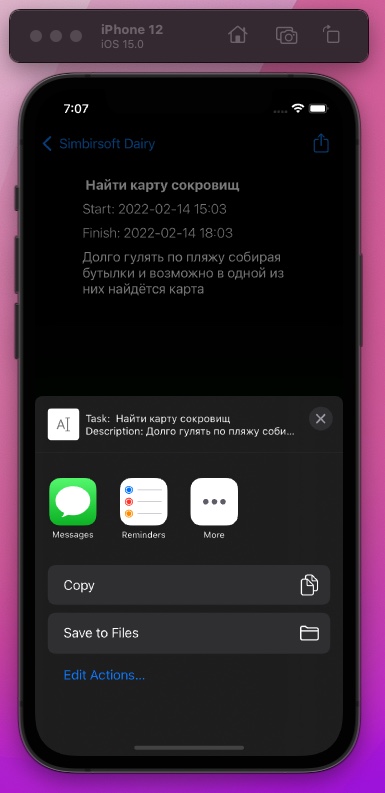 iPhone 12
iOS 15.0
7:07
Simbirsoft Dairy
Найти карту сокровищ
Start: 2022-02-14 15:03
Finish: 2022-02-14 18:03
Долго гулять по пляжу собирая
бутылки и возможно в одной из
них найдётся карта
A
Task: Найти карту сокровищ
Description: Долго гулять по пляжу соби...
Messages
Reminders
More
Copy
Save to Files
Edit Actions...